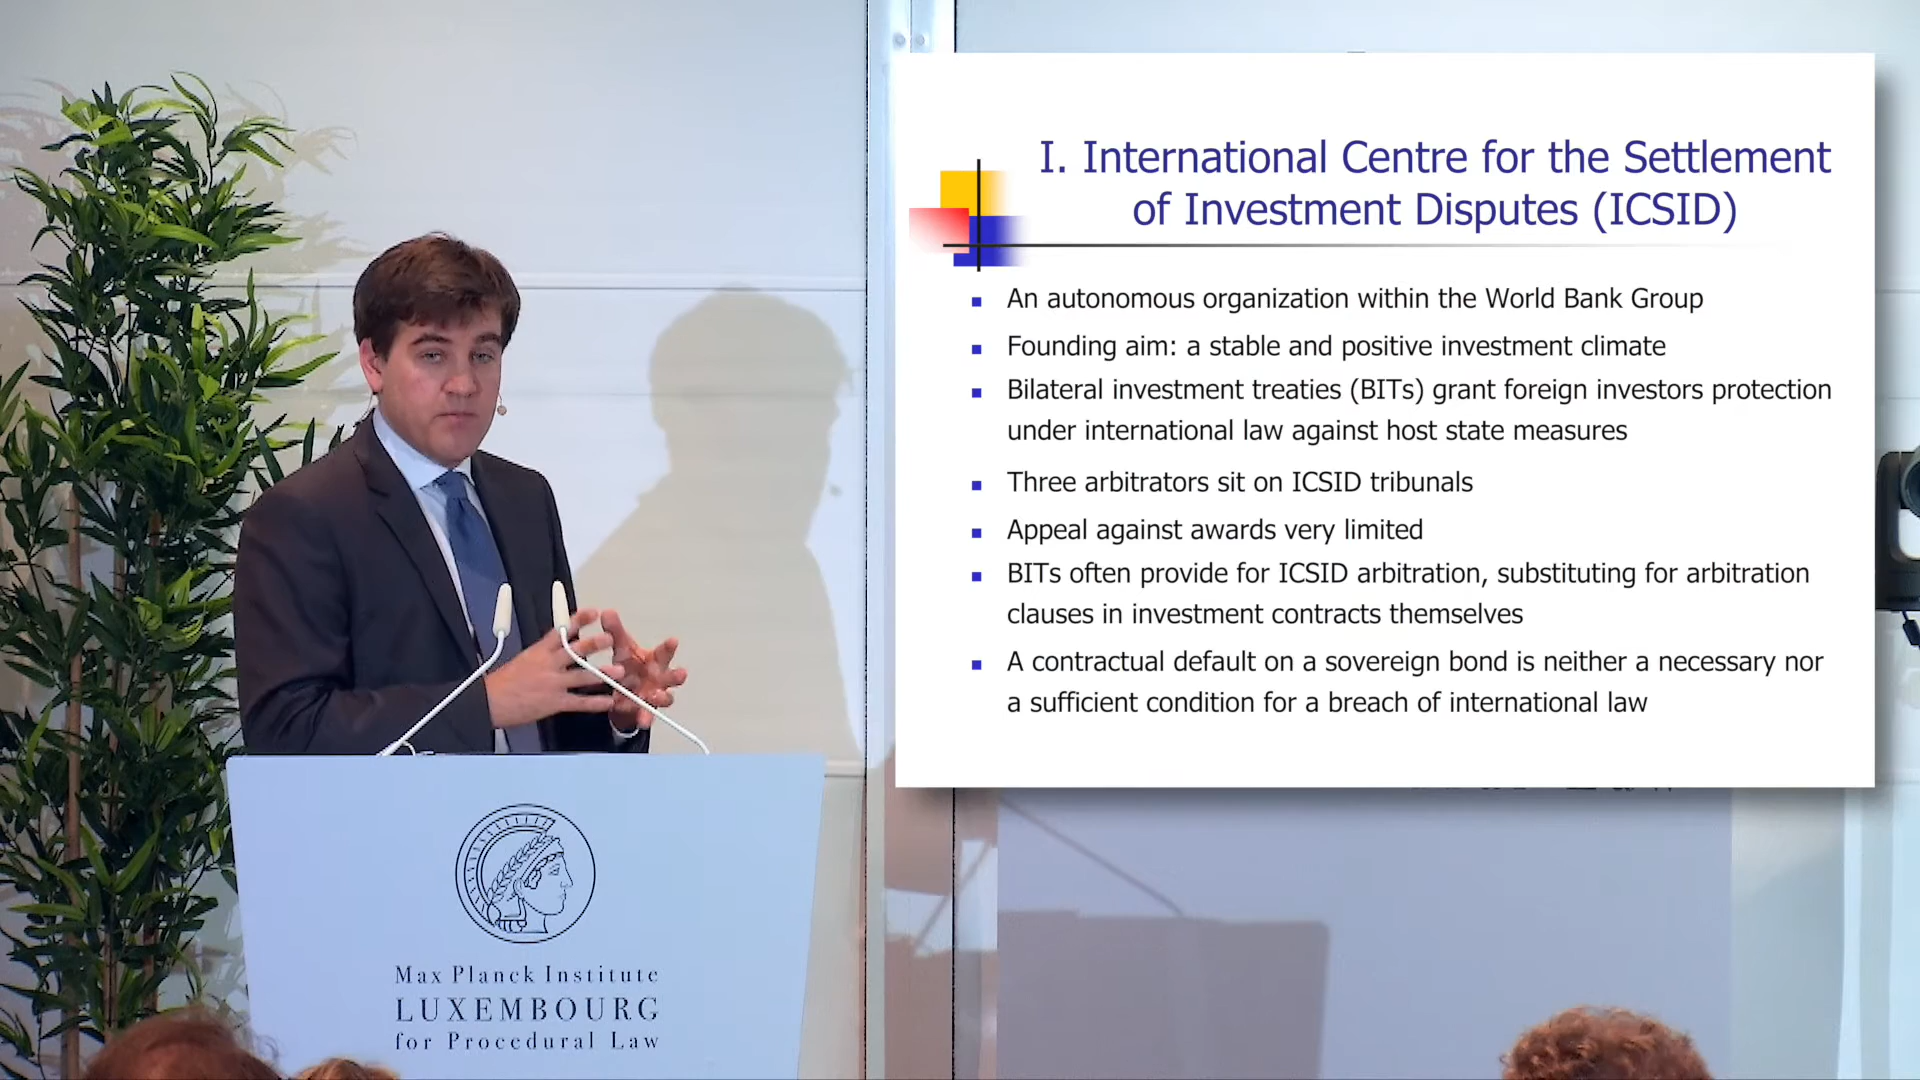 I. International Centre for the Settlement
of Investment Disputes (ICSID)
An autonomous organization within the World Bank Group
Founding aim: a stable and positive investment climate
Bilateral investment treaties (BITs) grant foreign investors protection
under international law against host state measures
Three arbitrators sit on ICSID tribunals
Appeal against awards very limited
BITs often provide for ICSID arbitration, substituting for arbitration
clauses in investment contracts themselves
A contractual default on a sovereign bond is neither a necessary nor
a sufficient condition for a breach of international law
Max Planck Institute
LUXEMBOURG
for Procedural Law